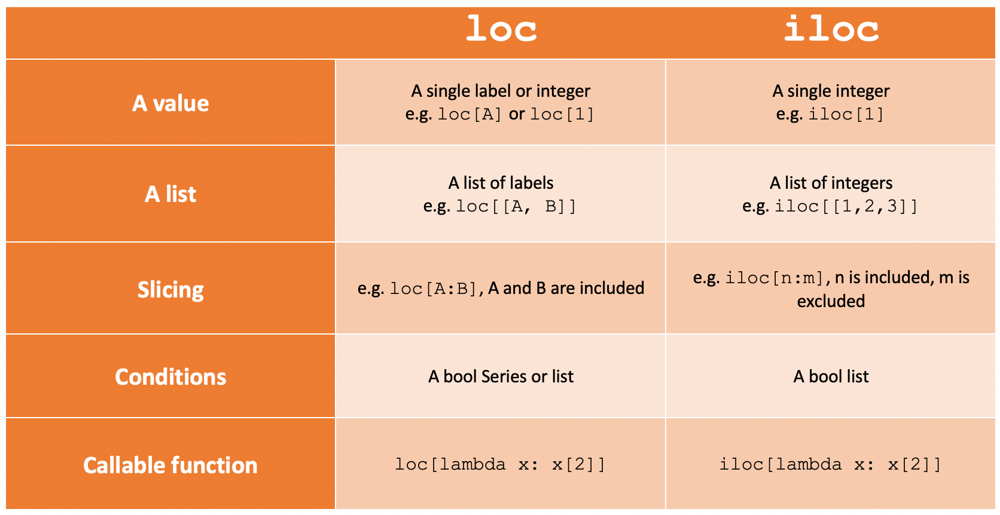 loc
iloc
A value
A single label or integer
e.g. loc[A] or loc[1]
A single integer
e.g. iloc[1]
A list
A list of labels
e.g. loc[[A, B]]
A list of integers
e.g. iloc[[1,2,3]]
Slicing
e.g. loc[A:B], A and B are included
e.g. iloc[n:m], n is included, m is
excluded
Conditions
A bool Series or list
A bool list
Callable function
loc[lambda x: x[2]]
iloc[lambda x: x[2]]